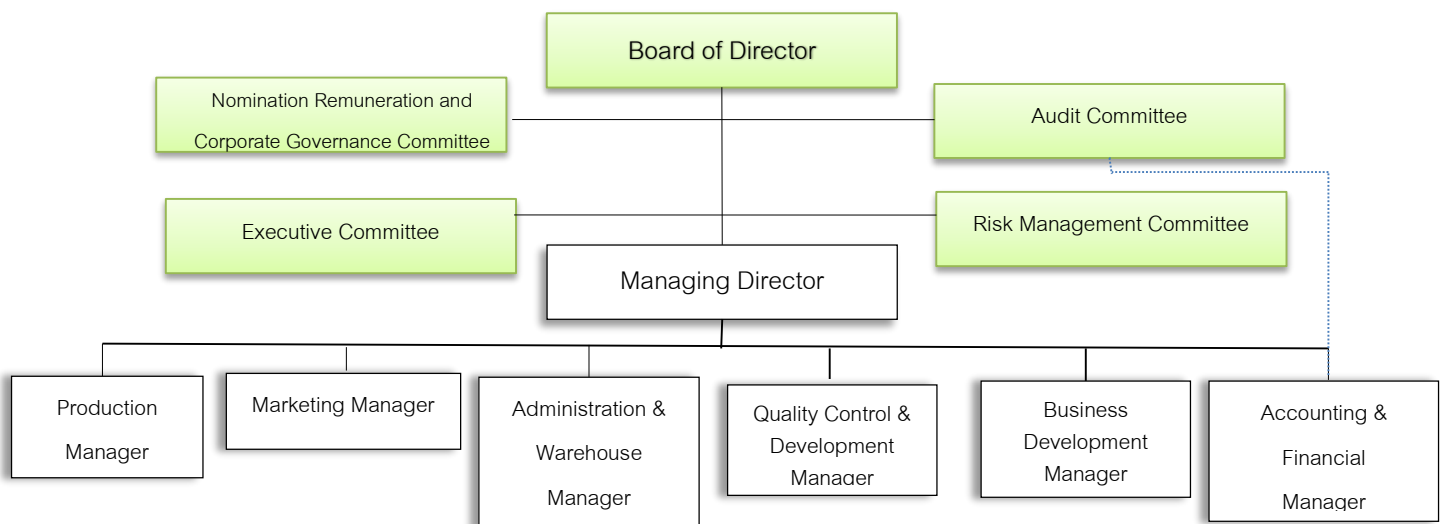 Board of Director
Nomination Remuneration and
Corporate Governance Committee
Audit Committee
Executive Committee
Risk Management Committee
Managing Director
Production
Manager
Marketing Manager
Administration &
Warehouse
Manager
Quality Control &
Development
Manager
Business
Development
Manager
Accounting &
Financial
Manager